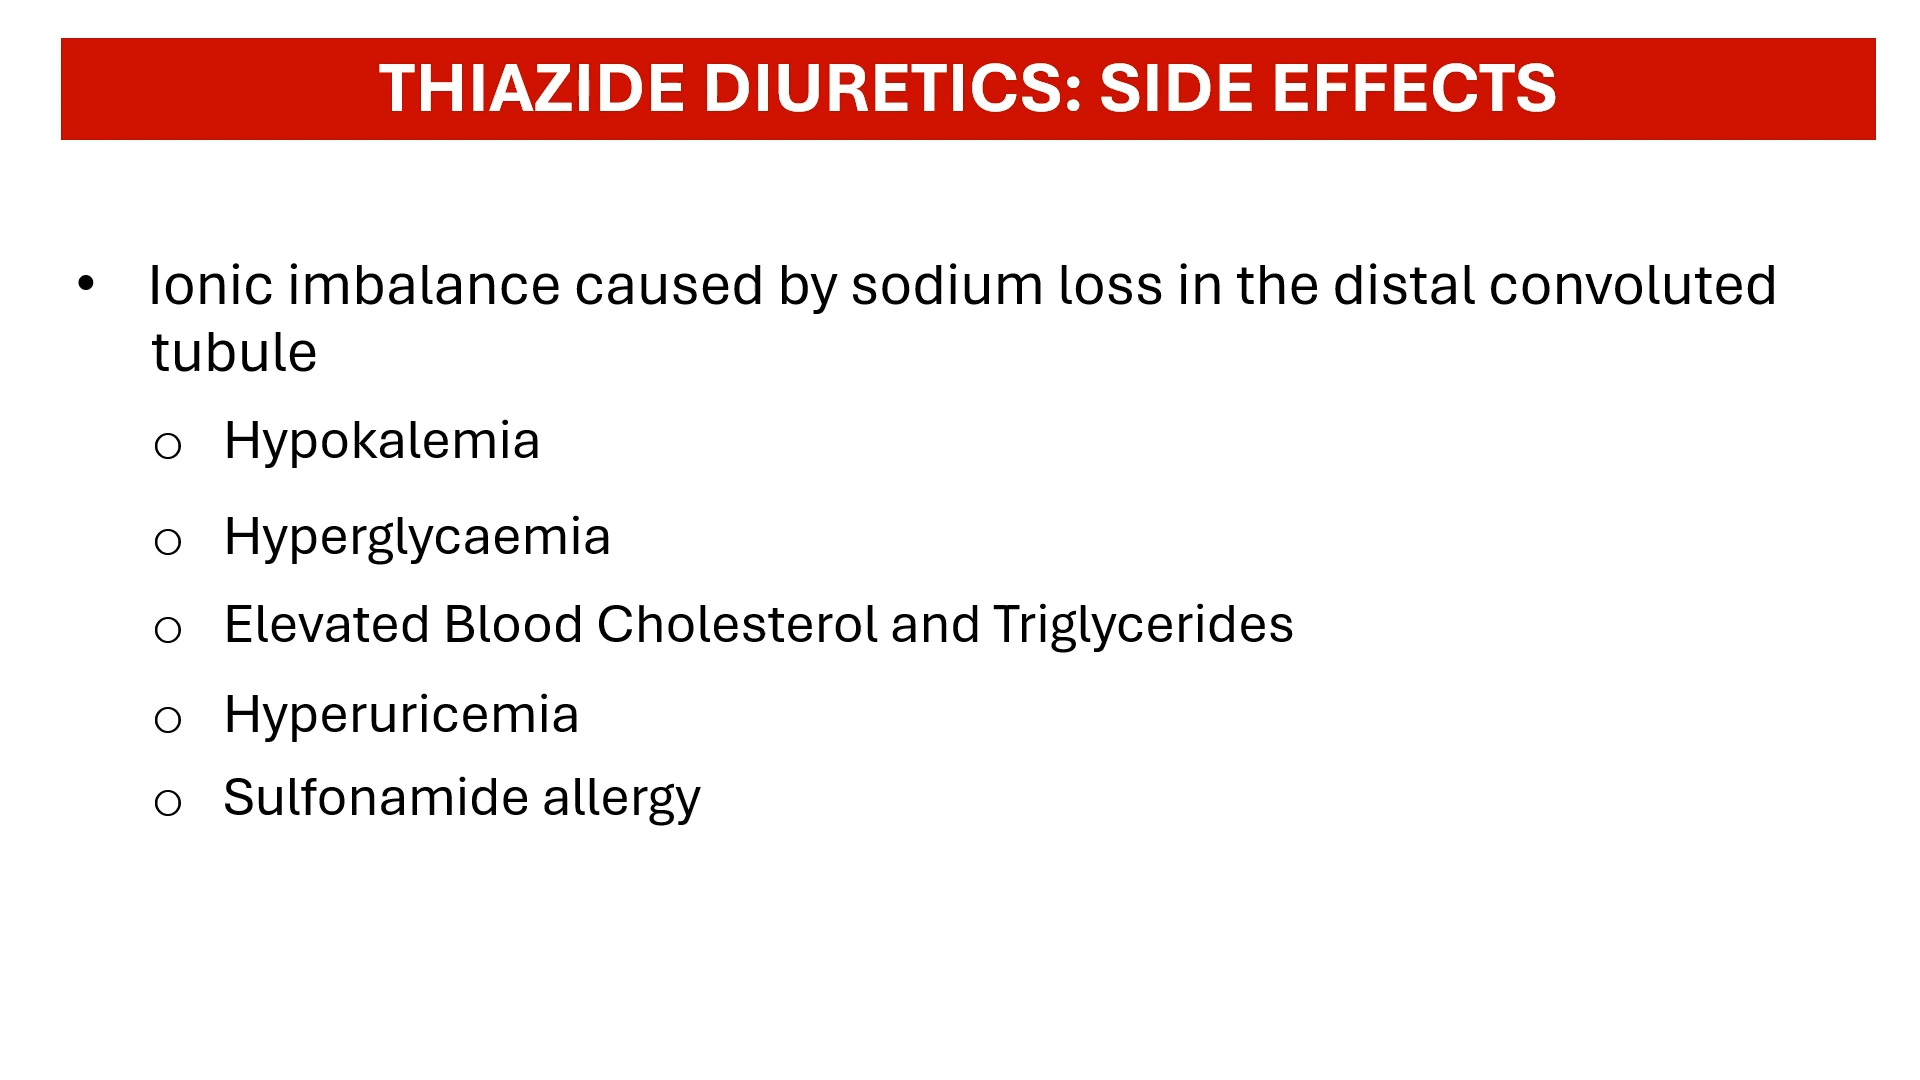 THIAZIDE DIURETICS: SIDE EFFECTS
• Ionic imbalance caused by sodium loss in the distal convoluted
tubule
o Hypokalemia
o Hyperglycaemia
o Elevated Blood Cholesterol and Triglycerides
o Hyperuricemia
o Sulfonamide allergy